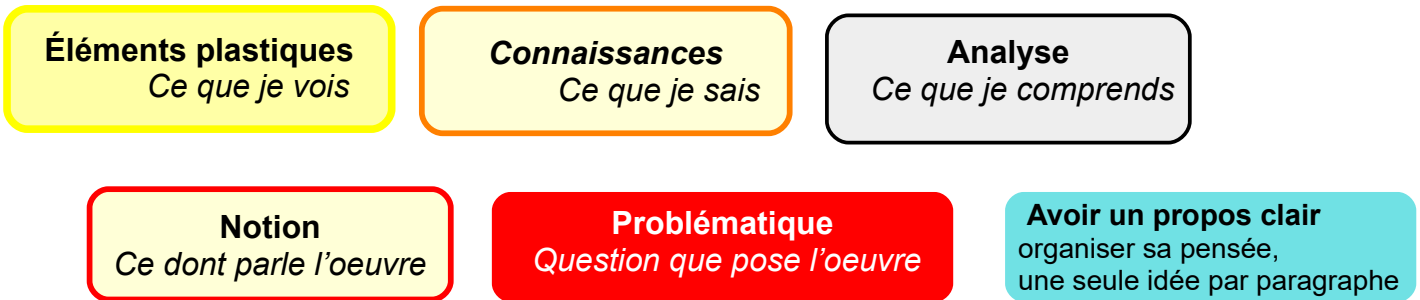 Éléments plastiques
Ce que je vois
Connaissances
Ce que je sais
Analyse
Ce que je comprends
Notion
Ce dont parle l'oeuvre
Problématique
Question que pose l'oeuvre
Avoir un propos clair
organiser sa pensée,
une seule idée par paragraphe